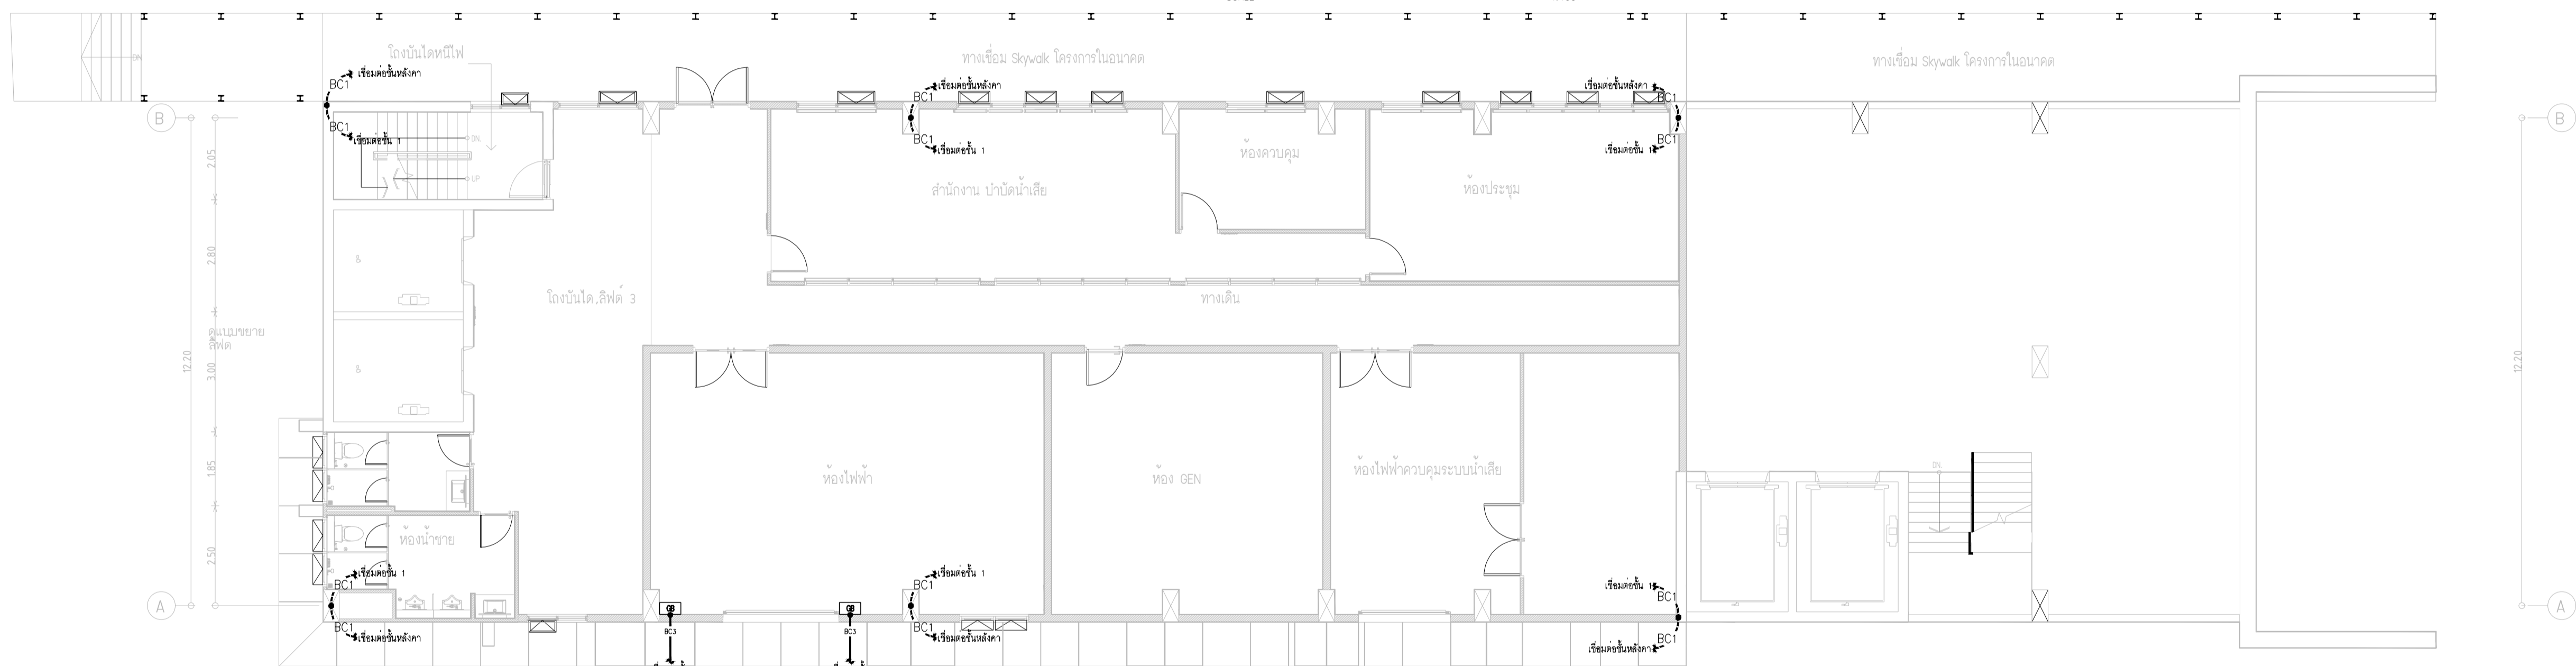 โถงบันไดหนีไฟ
DN.
ทางเชื่อม Skywalk โครงการในอนาคต
ทางเชื่อม Skywalk โครงการในอนาคต
เชื่อมต่อชั้นหลังคา
BC1
BC1
เชื่อมต่อชั้น 1
เชื่อมต่อชั้นหลังคา
BC1
BC1
เชื่อมต่อชั้น 1
เชื่อมต่อชั้นหลังคา
BC1
BC1
เชื่อมต่อชั้น 1
B
B
DN.
UP
2.05
ห้องควบคุม
สำนักงาน บำบัดน้ำเสีย
ห้องประชุม
2.80
โถงบันได,ลิฟต์ 3
ทางเดิน
ดูแบบขยาย
ลิฟต์
12.20
3.00
12.20
1.85
ห้องไฟฟ้า
ห้อง GEN
ห้องไฟฟ้าควบคุมระบบน้ำเสีย
DN.
2.50
ห้องน้ำชาย
เชื่อมต่อชั้น 1
BC1
BC1
เชื่อมต่อชั้นหลังคา
เชื่อมต่อชั้น 1
BC1
BC1
เชื่อมต่อชั้นหลังคา
เชื่อมต่อชั้น 1
BC1
BC1
เชื่อมต่อชั้นหลังคา
A
A
GB
GB
BC3
BC3